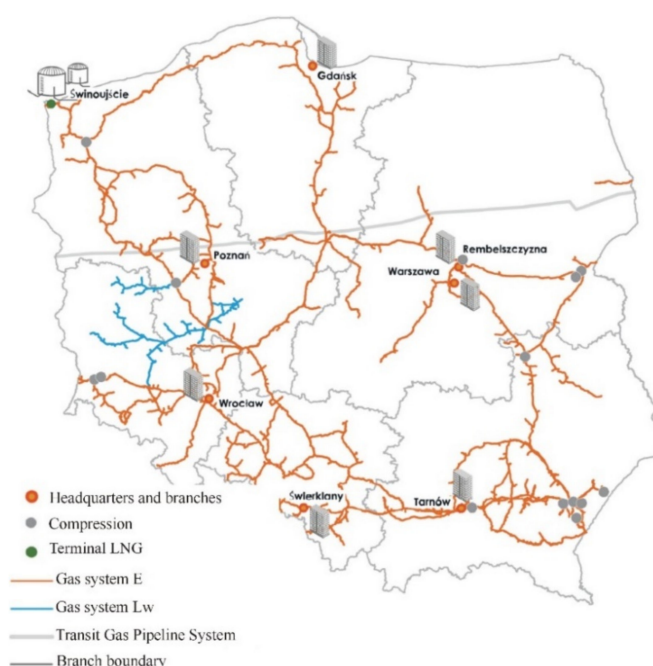 Gdańsk
Świnoujście
Rembelszczyzna
Poznań
Warszawa
Wrocław
Świerklany
Tarnów
Headquarters and branches
Compression
Terminal LNG
Gas system E
Gas system Lw
Transit Gas Pipeline System
Branch boundary